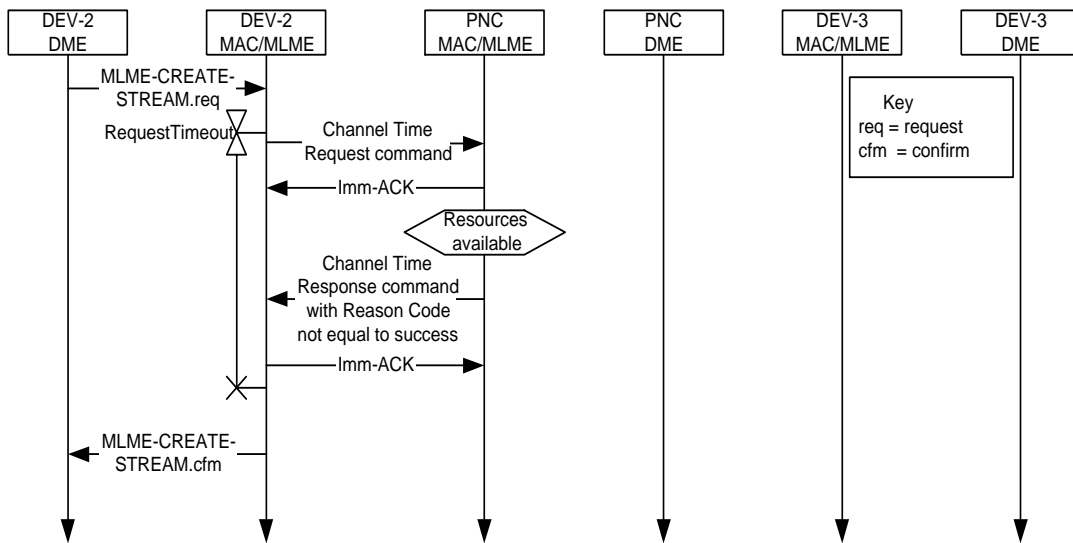 DEV-2
DME
DEV-2
MAC/MLME
PNC
MAC/MLME
PNC
DME
DEV-3
MAC/MLME
DEV-3
DME
MLME-CREATE-
STREAM.req
Key
req = request
cfm = confirm
RequestTimeout
Channel Time
Request command
Imm-ACK
Resources
available
Channel Time
Response command
with Reason Code
not equal to success
Imm-ACK
MLME-CREATE-
STREAM.cfm